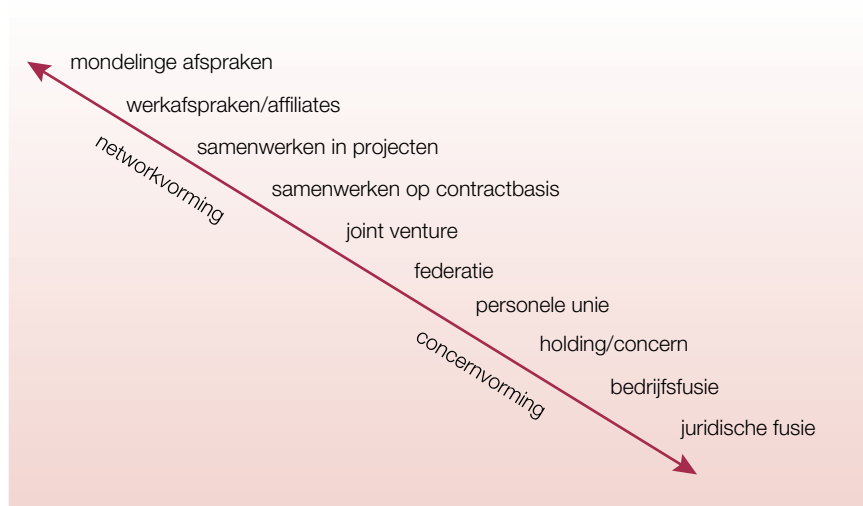 mondelinge afspraken
werkafspraken/affiliates
networkvorming
samenwerken in projecten
samenwerken op contractbasis
joint venture
federatie
personele unie
concernvorming
holding/concern
bedrijfsfusie
juridische fusie